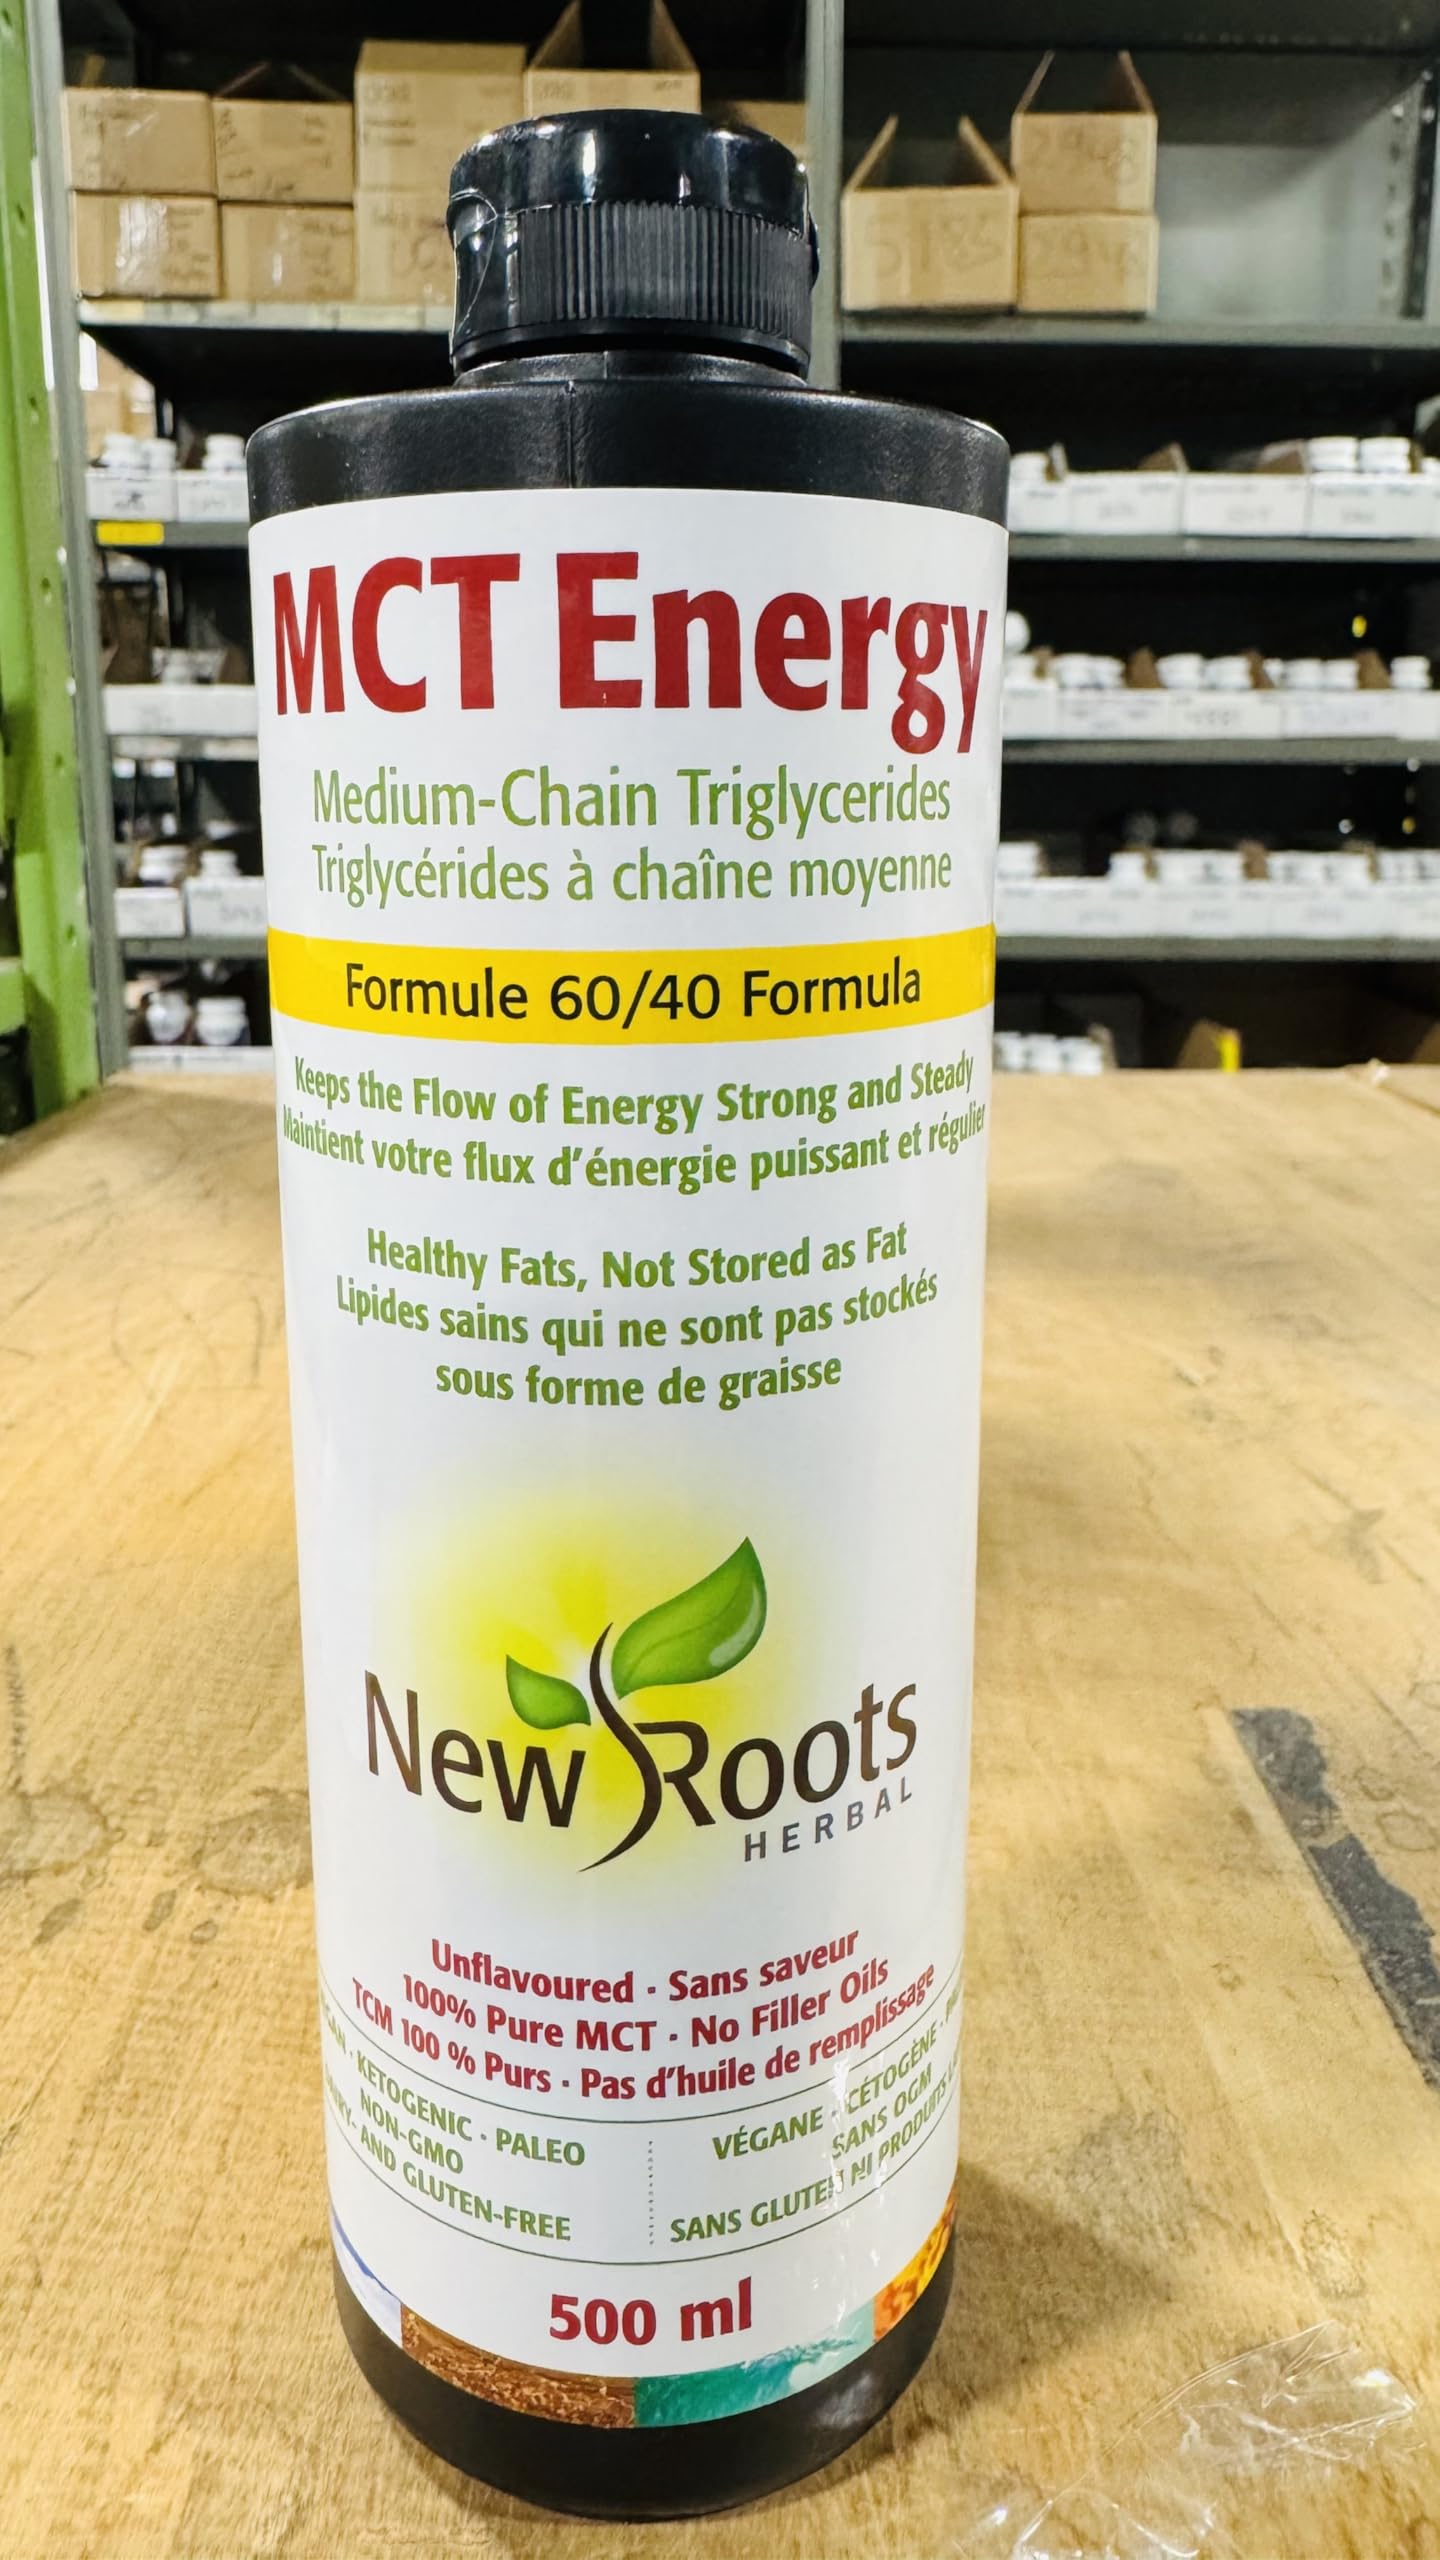 MCT Energy
Medium-Chain Triglycerides
Triglycérides à chaîne moyenne
Formule 60/40 Formula
Keeps the Flow of Energy Strong and Steady
Maintient votre flux d'énergie puissant et régulier
Healthy Fats, Not Stored as Fat
Lipides sains qui ne sont pas stockés
sous forme de graisse
New Roots
HERBAL
Unflavoured · Sans saveur
100% Pure MCT · No Filler Oils
TCM 100 % Purs · Pas d'huile de remplissage
· KETOGENIC · PALEO
NON-GMO
AND GLUTEN-FREE
VÉGANE · CÉTOGÈNE ·
SANS OGM
SANS GLUTEN NI PRODUITS
500 ml